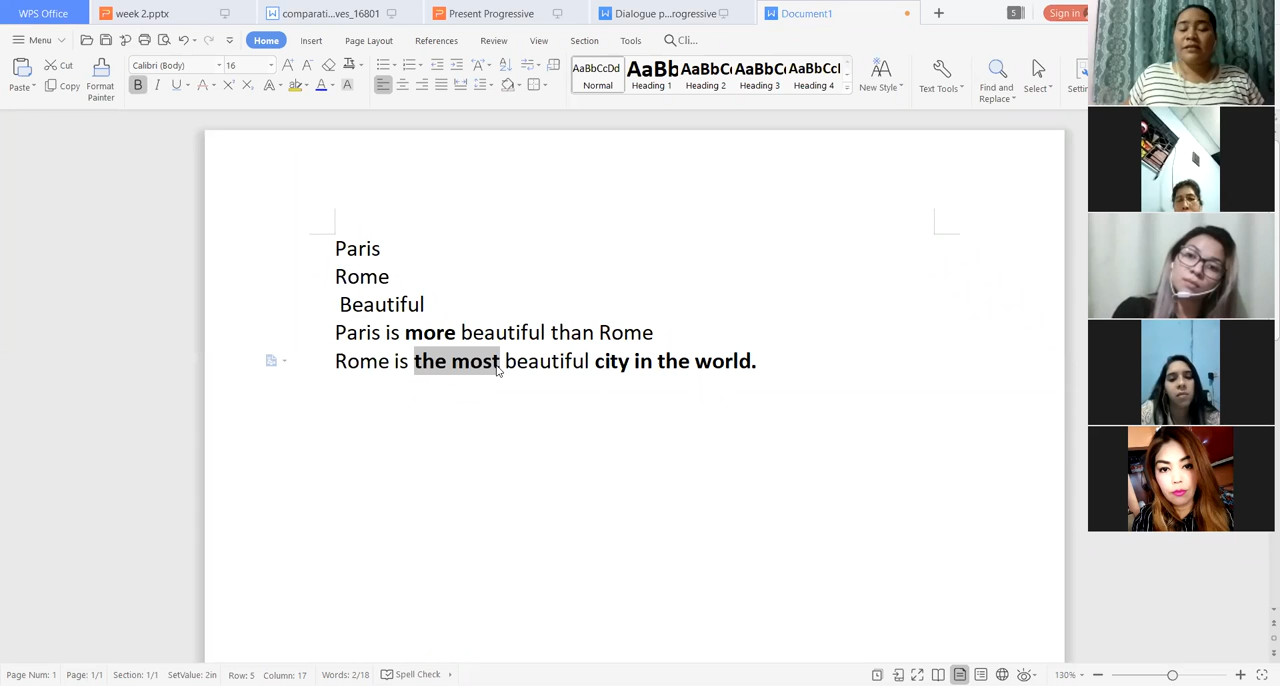 WPS Office week 2.pptx comparati...ves_16801 Present Progressive Dialogue p...rogressive Document1 + 5 Sign in
Menu Home Insert Page Layout References Review View Section Tools Cli...
Paste Cut Copy Format Painter Calibri (Body) 16 AaBbCcDd Normal AaBb Heading 1 AaBbC Heading 2 AaBbC Heading 3 AaBbCcI Heading 4 New Style Text Tools Find and Replace Select
Paris
Rome
Beautiful
Paris is more beautiful than Rome
Rome is the most beautiful city in the world.
Page Num: 1 Page: 1/1 Section: 1/1 SetValue: 2in Row: 5 Column: 17 Words: 2/18 Spell Check 130%